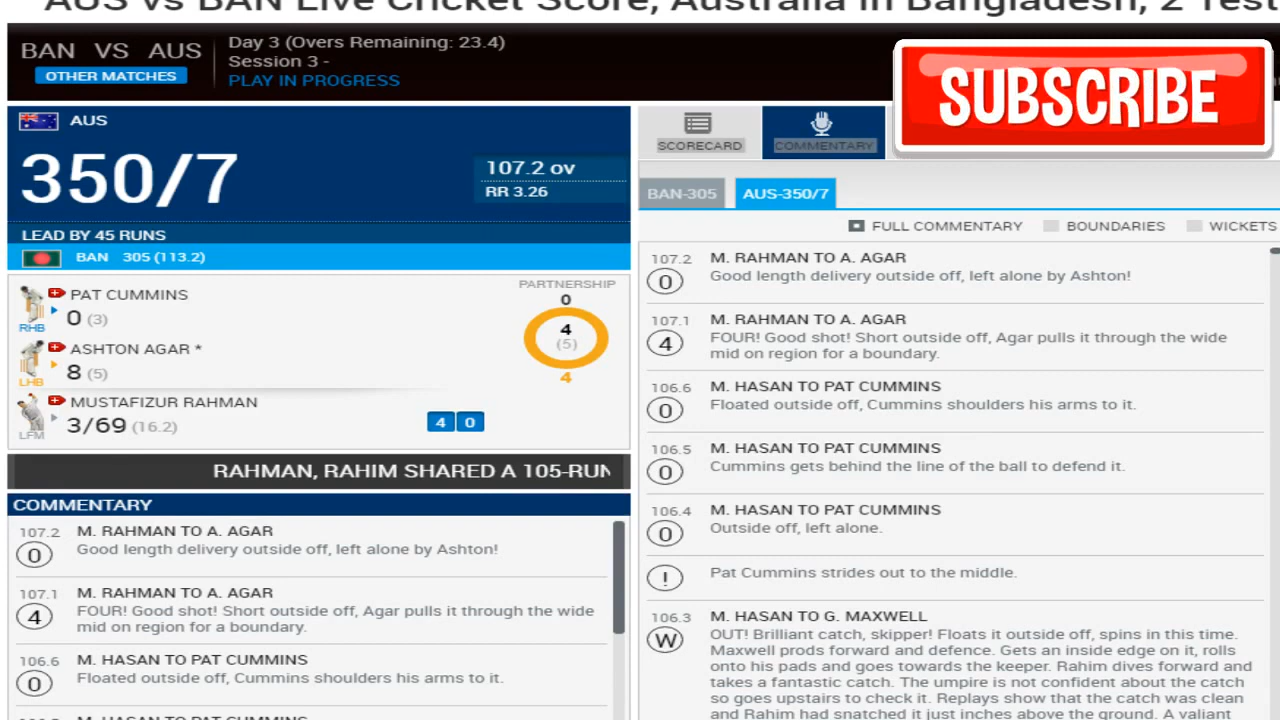 AUS vs BAN Live Cricket Score, Australia in Bangladesh, 2 Test
BAN VS AUS
OTHER MATCHES
Day 3 (Overs Remaining: 23.4)
Session 3 -
PLAY IN PROGRESS
SUBSCRIBE
AUS
350/7
107.2 ov
RR 3.26
LEAD BY 45 RUNS
BAN 305 (113.2)
PAT CUMMINS
0 (3)
RHB
ASHTON AGAR *
8 (5)
LHB
MUSTAFIZUR RAHMAN
3/69 (16.2)
LFM
4 0
PARTNERSHIP
0
4
(5)
4
RAHMAN, RAHIM SHARED A 105-RUN
COMMENTARY
107.2 M. RAHMAN TO A. AGAR
0 Good length delivery outside off, left alone by Ashton!
107.1 M. RAHMAN TO A. AGAR
4 FOUR! Good shot! Short outside off, Agar pulls it through the wide
mid on region for a boundary.
106.6 M. HASAN TO PAT CUMMINS
0 Floated outside off, Cummins shoulders his arms to it.
M. HASAN TO PAT CUMMINS
SCORECARD
COMMENTARY
BAN-305
AUS-350/7
FULL COMMENTARY BOUNDARIES WICKETS
107.2 M. RAHMAN TO A. AGAR
0 Good length delivery outside off, left alone by Ashton!
107.1 M. RAHMAN TO A. AGAR
4 FOUR! Good shot! Short outside off, Agar pulls it through the wide
mid on region for a boundary.
106.6 M. HASAN TO PAT CUMMINS
0 Floated outside off, Cummins shoulders his arms to it.
106.5 M. HASAN TO PAT CUMMINS
0 Cummins gets behind the line of the ball to defend it.
106.4 M. HASAN TO PAT CUMMINS
0 Outside off, left alone.
! Pat Cummins strides out to the middle.
106.3 M. HASAN TO G. MAXWELL
W OUT! Brilliant catch, skipper! Floats it outside off, spins in this time.
Maxwell prods forward and defence. Gets an inside edge on it, rolls
onto his pads and goes towards the keeper. Rahim dives forward and
takes a fantastic catch. The umpire is not confident about the catch
so goes upstairs to check it. Replays show that the catch was clean
and Rahim had snatched it just inches above the ground. A valiant